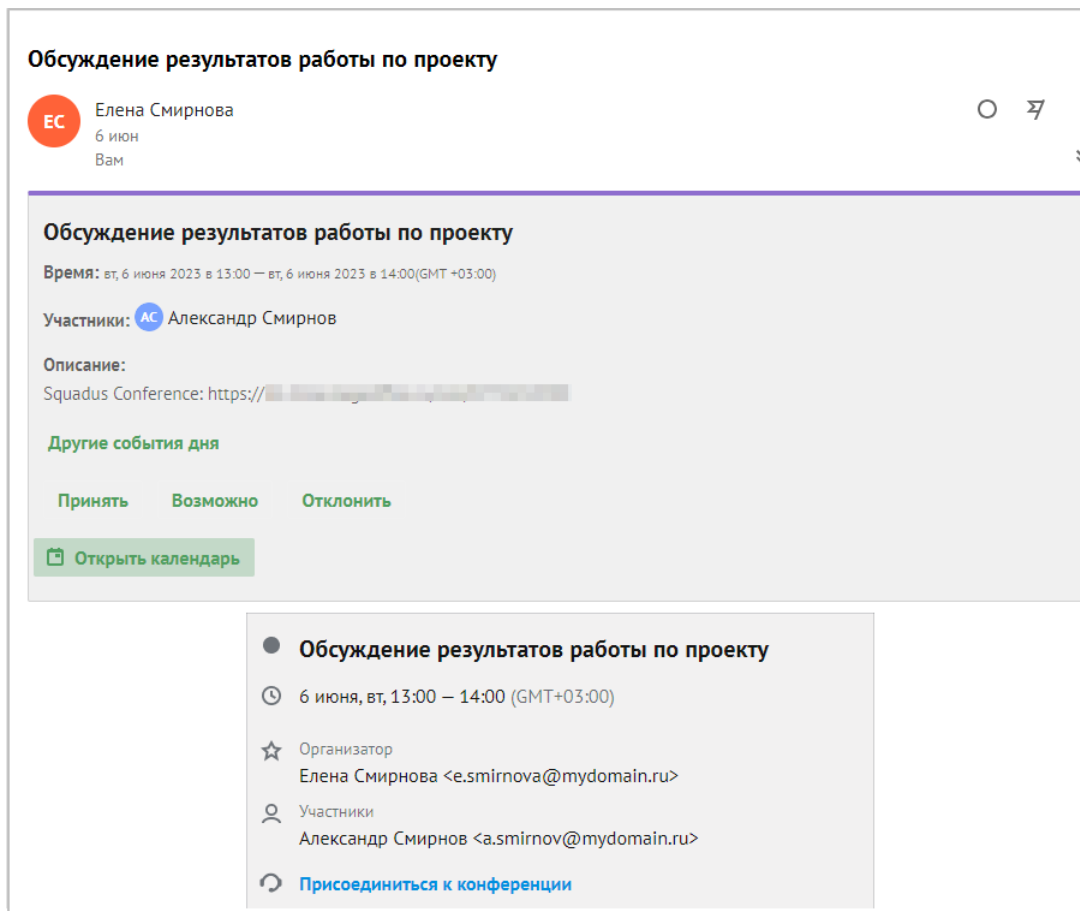 Обсуждение результатов работы по проекту
ЕС
Елена Смирнова
6 июн
Вам
Обсуждение результатов работы по проекту
Время: вт, 6 июня 2023 в 13:00 — вт, 6 июня 2023 в 14:00(GMT +03:00)
Участники: АС Александр Смирнов
Описание:
Squadus Conference: https://
Другие события дня
Принять Возможно Отклонить
Открыть календарь
Обсуждение результатов работы по проекту
6 июня, вт, 13:00 — 14:00 (GMT+03:00)
Организатор
Елена Смирнова <e.smirnova@mydomain.ru>
Участники
Александр Смирнов <a.smirnov@mydomain.ru>
Присоединиться к конференции